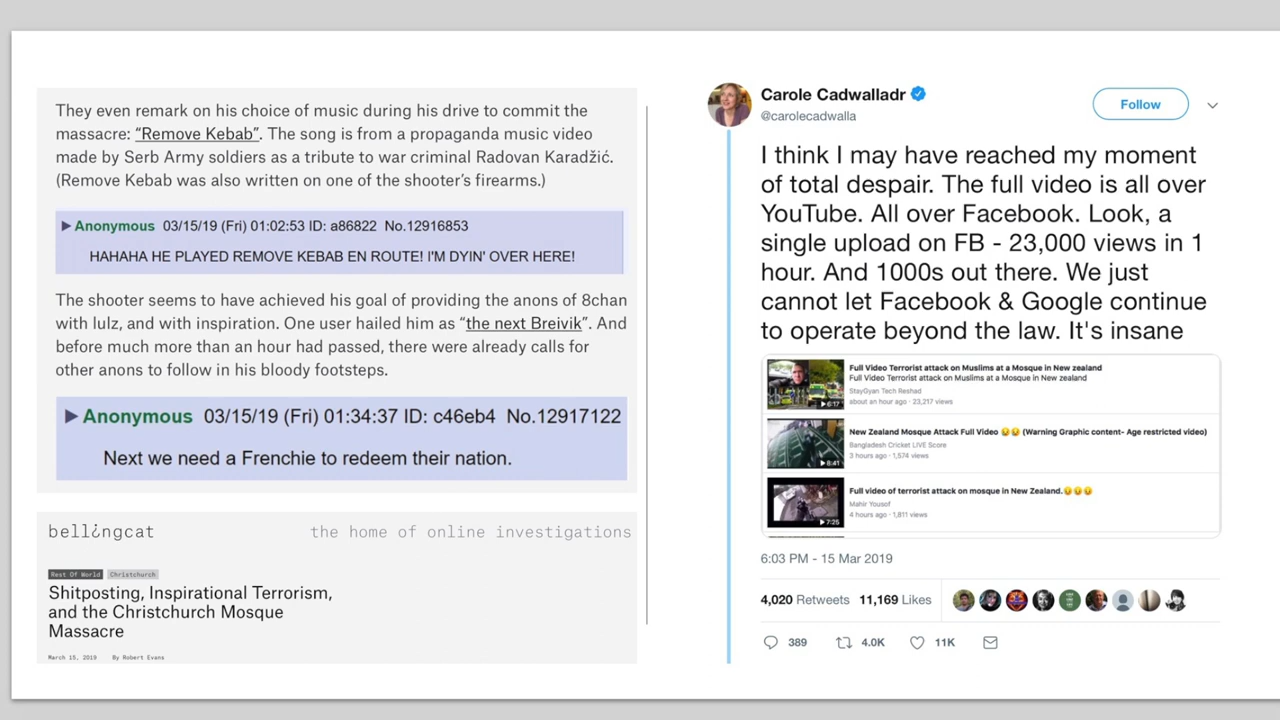 They even remark on his choice of music during his drive to commit the
massacre: “Remove Kebab”. The song is from a propaganda music video
made by Serb Army soldiers as a tribute to war criminal Radovan Karadžić.
(Remove Kebab was also written on one of the shooter’s firearms.)
Anonymous 03/15/19 (Fri) 01:02:53 ID: a86822 No.12916853
HAHAHA HE PLAYED REMOVE KEBAB EN ROUTE! I'M DYIN' OVER HERE!
The shooter seems to have achieved his goal of providing the anons of 8chan
with lulz, and with inspiration. One user hailed him as “the next Breivik”. And
before much more than an hour had passed, there were already calls for
other anons to follow in his bloody footsteps.
Anonymous 03/15/19 (Fri) 01:34:37 ID: c46eb4 No.12917122
Next we need a Frenchie to redeem their nation.
bell¿ngcat the home of online investigations
Rest Of World Christchurch
Shitposting, Inspirational Terrorism,
and the Christchurch Mosque
Massacre
March 15, 2019 By Robert Evans
Carole Cadwalladr
@carolecadwalla
Follow
I think I may have reached my moment
of total despair. The full video is all over
YouTube. All over Facebook. Look, a
single upload on FB - 23,000 views in 1
hour. And 1000s out there. We just
cannot let Facebook & Google continue
to operate beyond the law. It's insane
Full Video Terrorist attack on Muslims at a Mosque in New zealand
Full Video Terrorist attack on Muslims at a Mosque in New zealand
StayGyan Tech Reshad
about an hour ago · 23,217 views
6:17
New Zealand Mosque Attack Full Video 😢😢 (Warning Graphic content- Age restricted video)
Bangladesh Cricket LIVE Score
3 hours ago · 1,574 views
8:41
Full video of terrorist attack on mosque in New Zealand.😢😢😢
Mahir Yousof
4 hours ago · 1,811 views
7:25
6:03 PM - 15 Mar 2019
4,020 Retweets 11,169 Likes
389 4.0K 11K